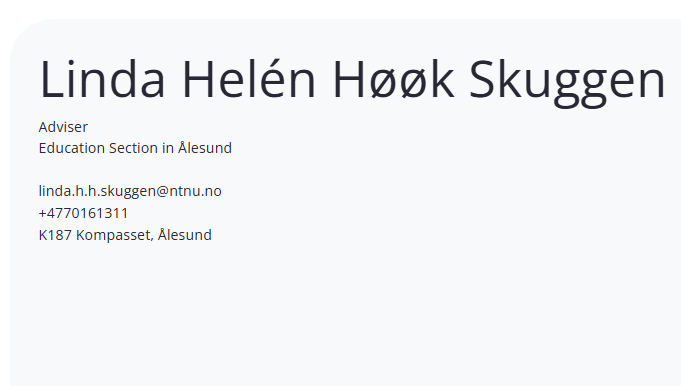 Linda Helén Høøk Skuggen
Adviser
Education Section in Ålesund
linda.h.h.skuggen@ntnu.no
+4770161311
K187 Kompasset, Ålesund